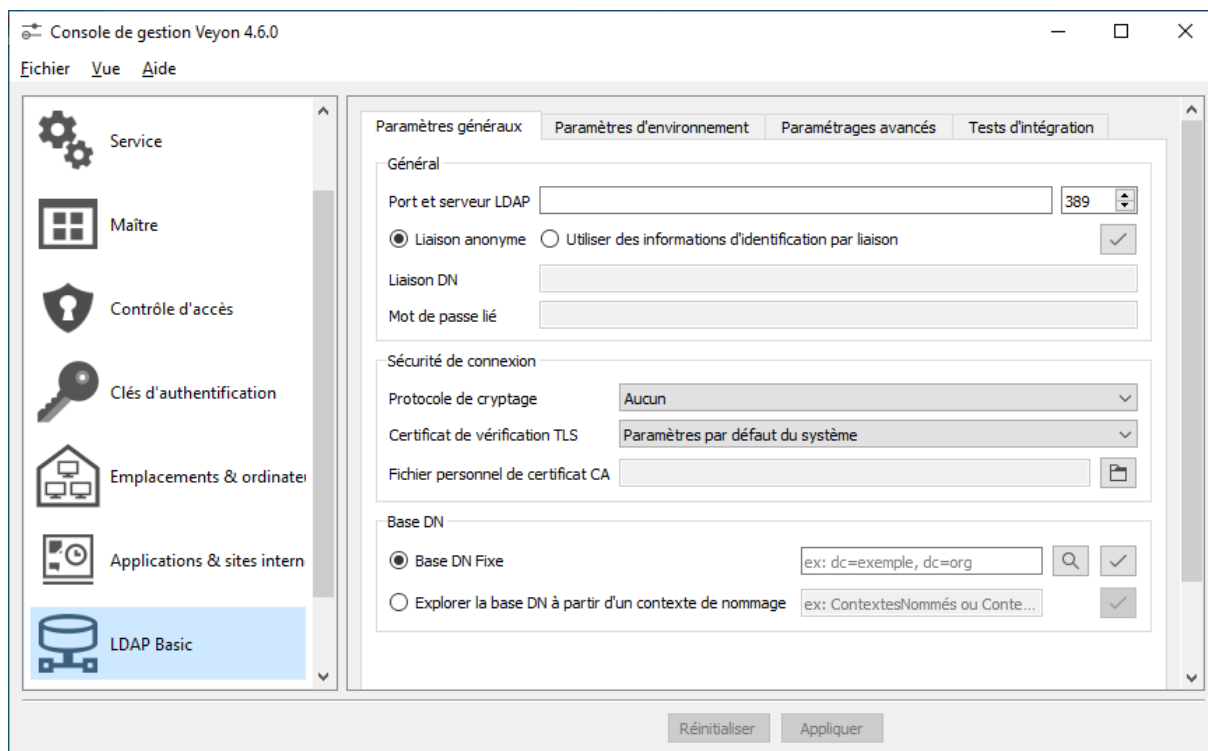 Console de gestion Veyon 4.6.0
Fichier Vue Aide
Service
Maître
Contrôle d'accès
Clés d'authentification
Emplacements & ordinate
Applications & sites intern
LDAP Basic
Paramètres généraux Paramètres d'environnement Paramétrages avancés Tests d'intégration
Général
Port et serveur LDAP 389
Liaison anonyme Utiliser des informations d'identification par liaison
Liaison DN
Mot de passe lié
Sécurité de connexion
Protocole de cryptage Aucun
Certificat de vérification TLS Paramètres par défaut du système
Fichier personnel de certificat CA
Base DN
Base DN Fixe ex: dc=exemple, dc=org
Explorer la base DN à partir d'un contexte de nommage ex: ContextesNommés ou Conte...
Réinitialiser Appliquer